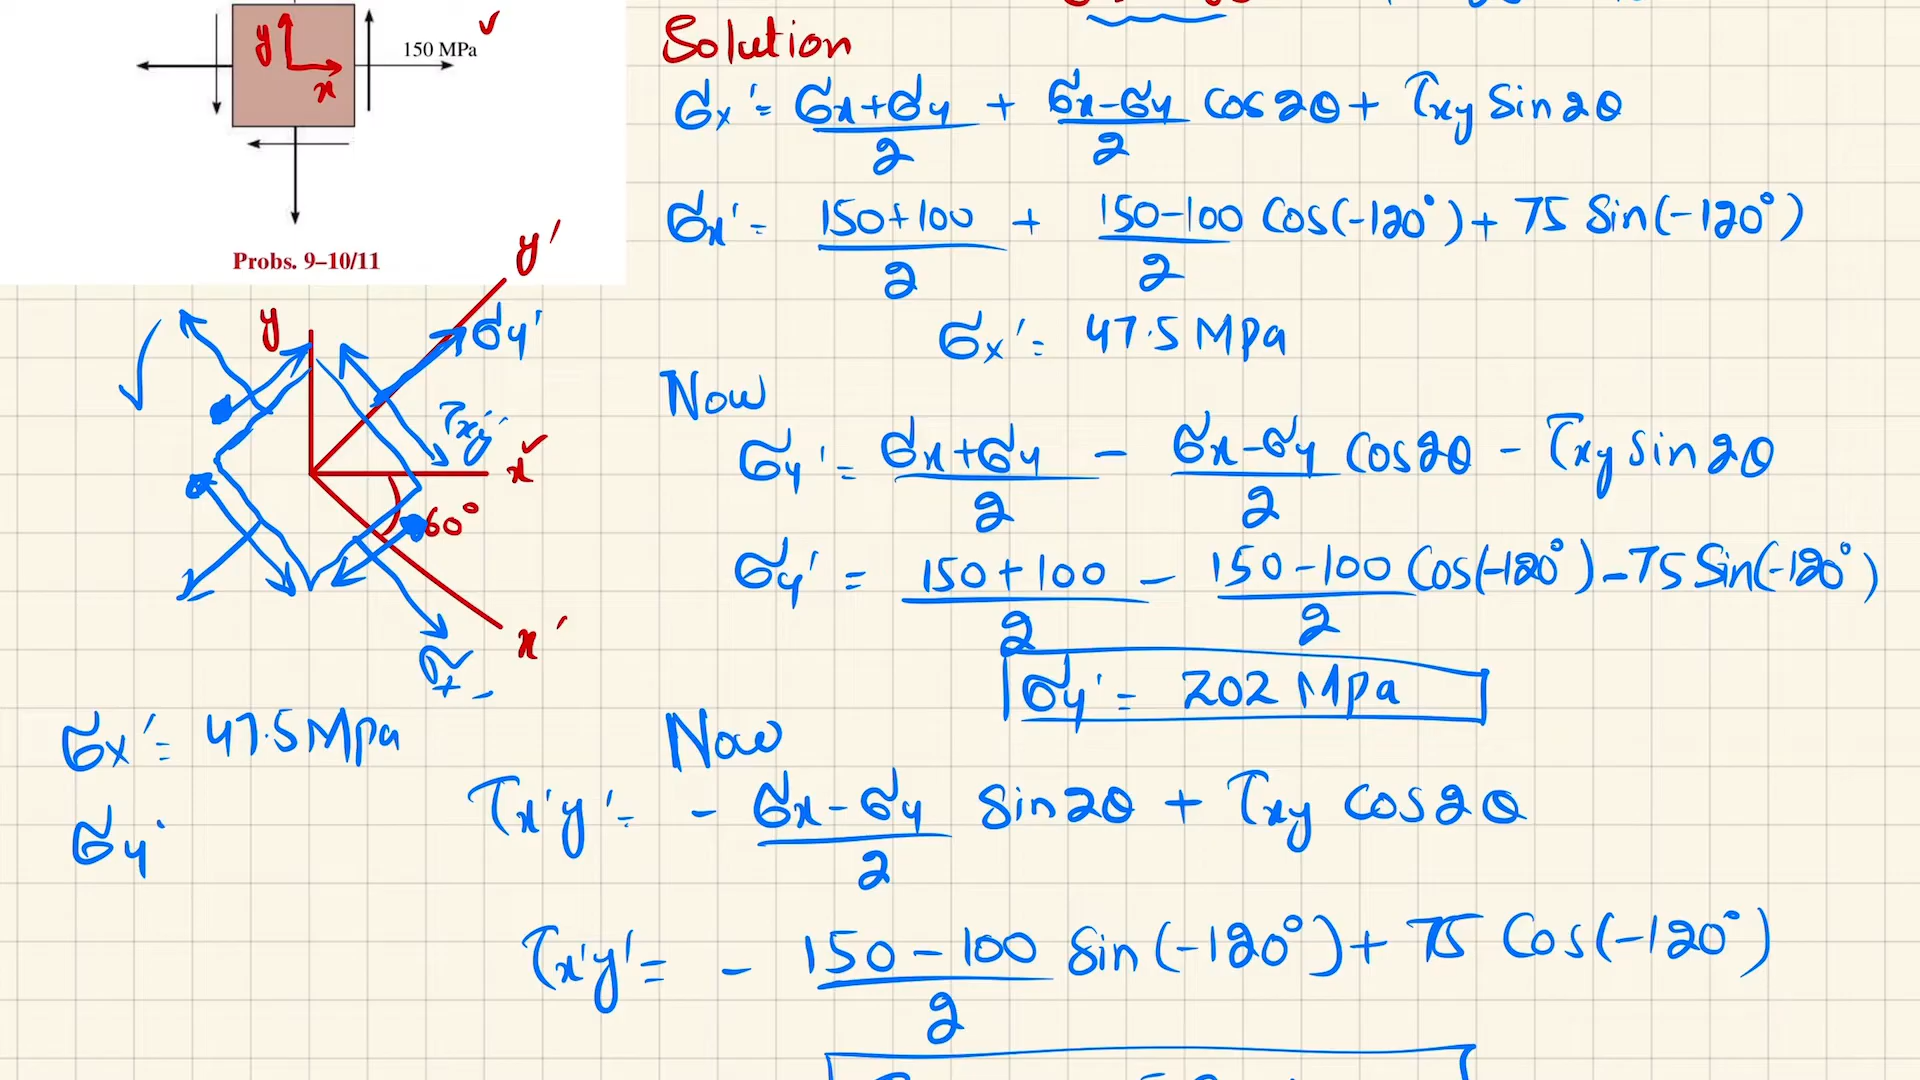 150 MPa
y
x
Solution
σx' = σx+σy/2 + σx-σy/2 cos2θ + τxy sin2θ
σx' = 150+100/2 + 150-100/2 cos(-120°) + 75 sin(-120°)
Probs. 9–10/11
σx' = 47.5 MPa
y'
y
σy'
τxy'
x
60°
x'
σx'
Now
σy' = σx+σy/2 - σx-σy/2 cos2θ - τxy sin2θ
σy' = 150+100/2 - 150-100/2 cos(-120°) - 75 sin(-120°)
σy' = 202 MPa
σx' = 47.5 MPa
σy'
Now
τx'y' = - σx-σy/2 sin2θ + τxy cos2θ
τx'y' = - 150-100/2 sin(-120°) + 75 cos(-120°)